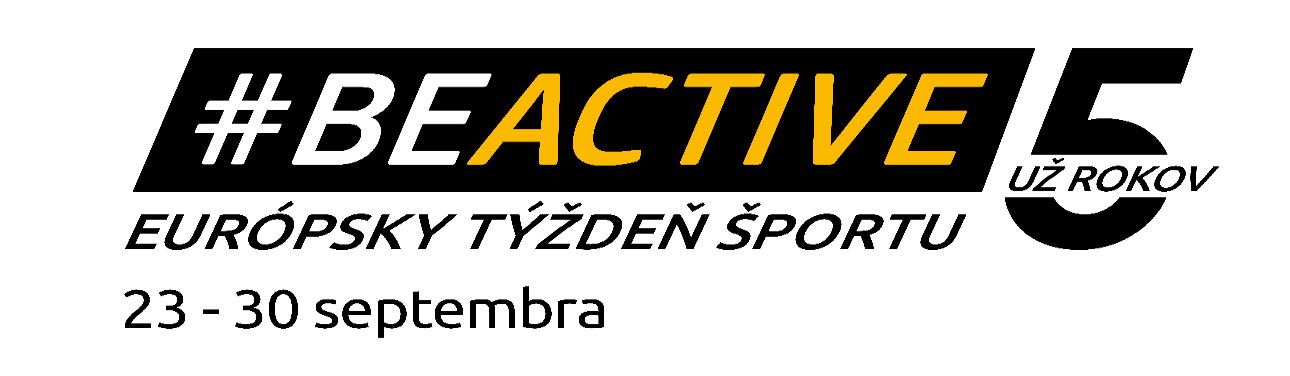 #BEACTIVE 5
UŽ ROKOV
EURÓPSKY TÝŽDEŇ ŠPORTU
23 - 30 septembra